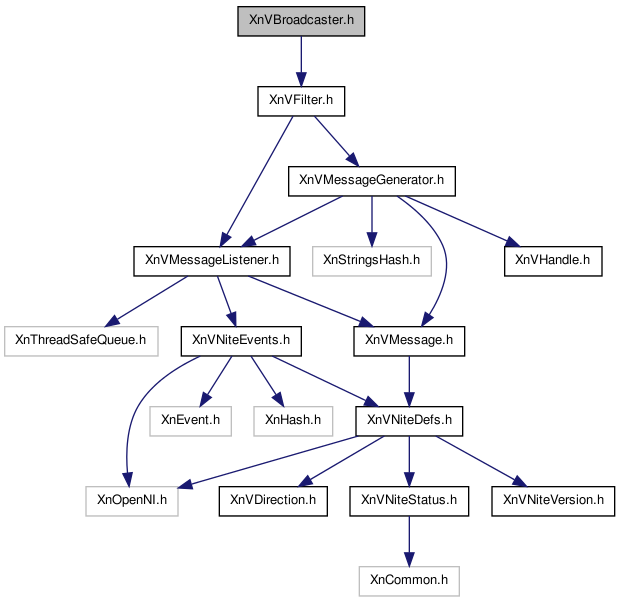 XnVBroadcaster.h
XnVFilter.h
XnVMessageGenerator.h
XnVMessageListener.h
XnStringsHash.h
XnVHandle.h
XnThreadSafeQueue.h
XnVNiteEvents.h
XnVMessage.h
XnEvent.h
XnHash.h
XnVNiteDefs.h
XnOpenNI.h
XnVDirection.h
XnVNiteStatus.h
XnVNiteVersion.h
XnCommon.h